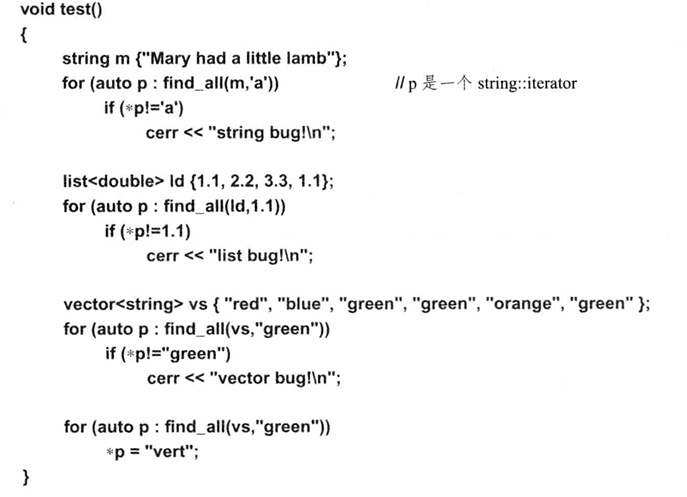 void test()
{
string m {"Mary had a little lamb"};
for (auto p : find_all(m,'a')) // p 是一个 string::iterator
if (*p!='a')
cerr << "string bug!\n";
list<double> ld {1.1, 2.2, 3.3, 1.1};
for (auto p : find_all(ld,1.1))
if (*p!=1.1)
cerr << "list bug!\n";
vector<string> vs { "red", "blue", "green", "green", "orange", "green" };
for (auto p : find_all(vs,"green"))
if (*p!="green")
cerr << "vector bug!\n";
for (auto p : find_all(vs,"green"))
*p = "vert";
}